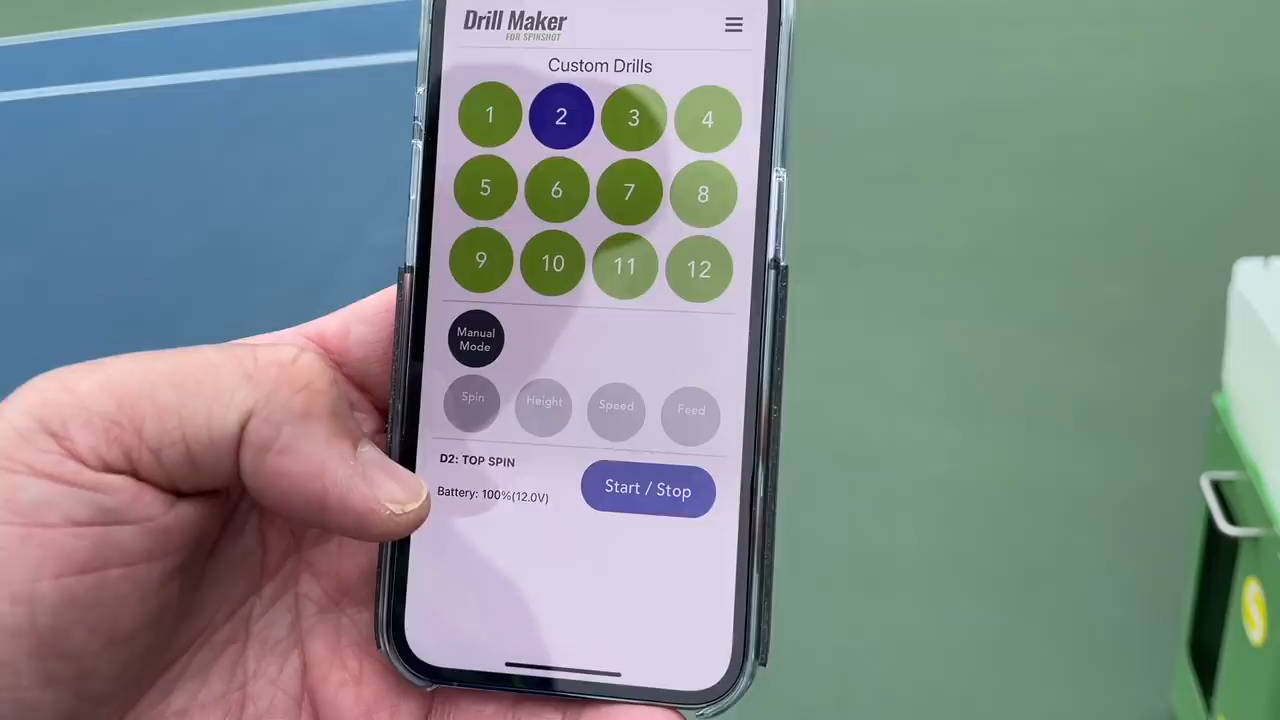 Drill Maker
FOR SPINSHOT
Custom Drills
1 2 3 4
5 6 7 8
9 10 11 12
Manual
Mode
Spin Height Speed Feed
D2: TOP SPIN
Battery: 100%(12.0V)
Start / Stop
S